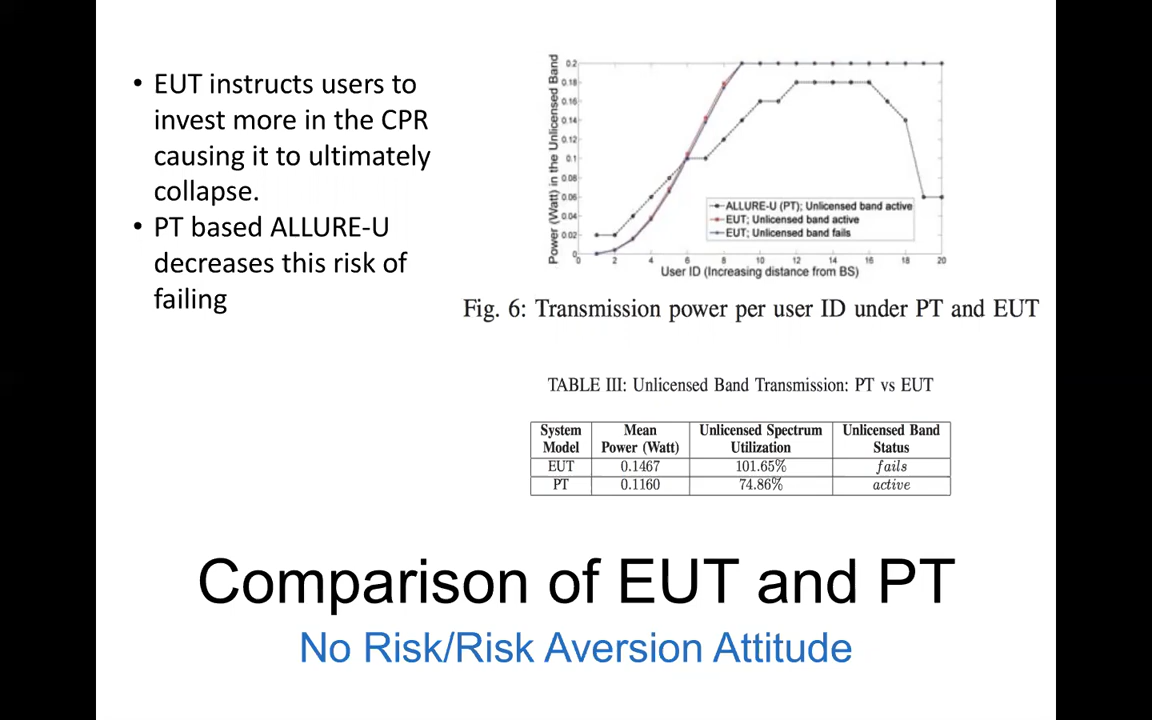 • EUT instructs users to
invest more in the CPR
causing it to ultimately
collapse.
• PT based ALLURE-U
decreases this risk of
failing
Power (Watt) in the Unlicensed Band
0.2
0.18
0.16
0.14
0.12
0.1
0.08
0.06
0.04
0.02
0
ALLURE-U (PT); Unlicensed band active
EUT; Unlicensed band active
EUT; Unlicensed band fails
0 2 4 6 8 10 12 14 16 18 20
User ID (Increasing distance from BS)
Fig. 6: Transmission power per user ID under PT and EUT
TABLE III: Unlicensed Band Transmission: PT vs EUT
System Mean Unlicensed Spectrum Unlicensed Band
Model Power (Watt) Utilization Status
EUT 0.1467 101.65% fails
PT 0.1160 74.86% active
Comparison of EUT and PT
No Risk/Risk Aversion Attitude